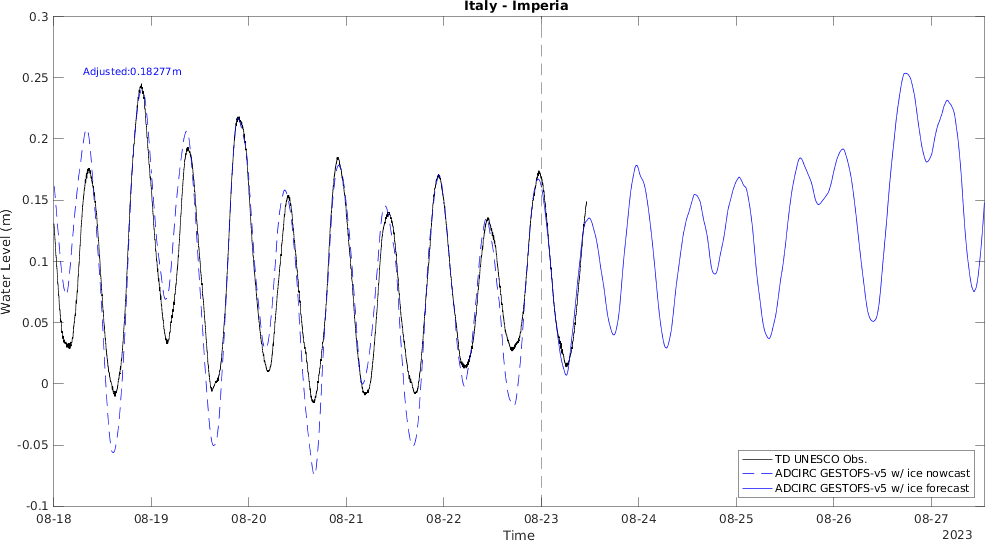 Italy - Imperia
0.3
0.25
0.2
0.15
0.1
0.05
0
-0.05
-0.1
Water Level (m)
Adjusted:0.18277m
TD UNESCO Obs.
ADCIRC GESTOFS-v5 w/ ice nowcast
ADCIRC GESTOFS-v5 w/ ice forecast
08-18 08-19 08-20 08-21 08-22 08-23 08-24 08-25 08-26 08-27
Time
2023